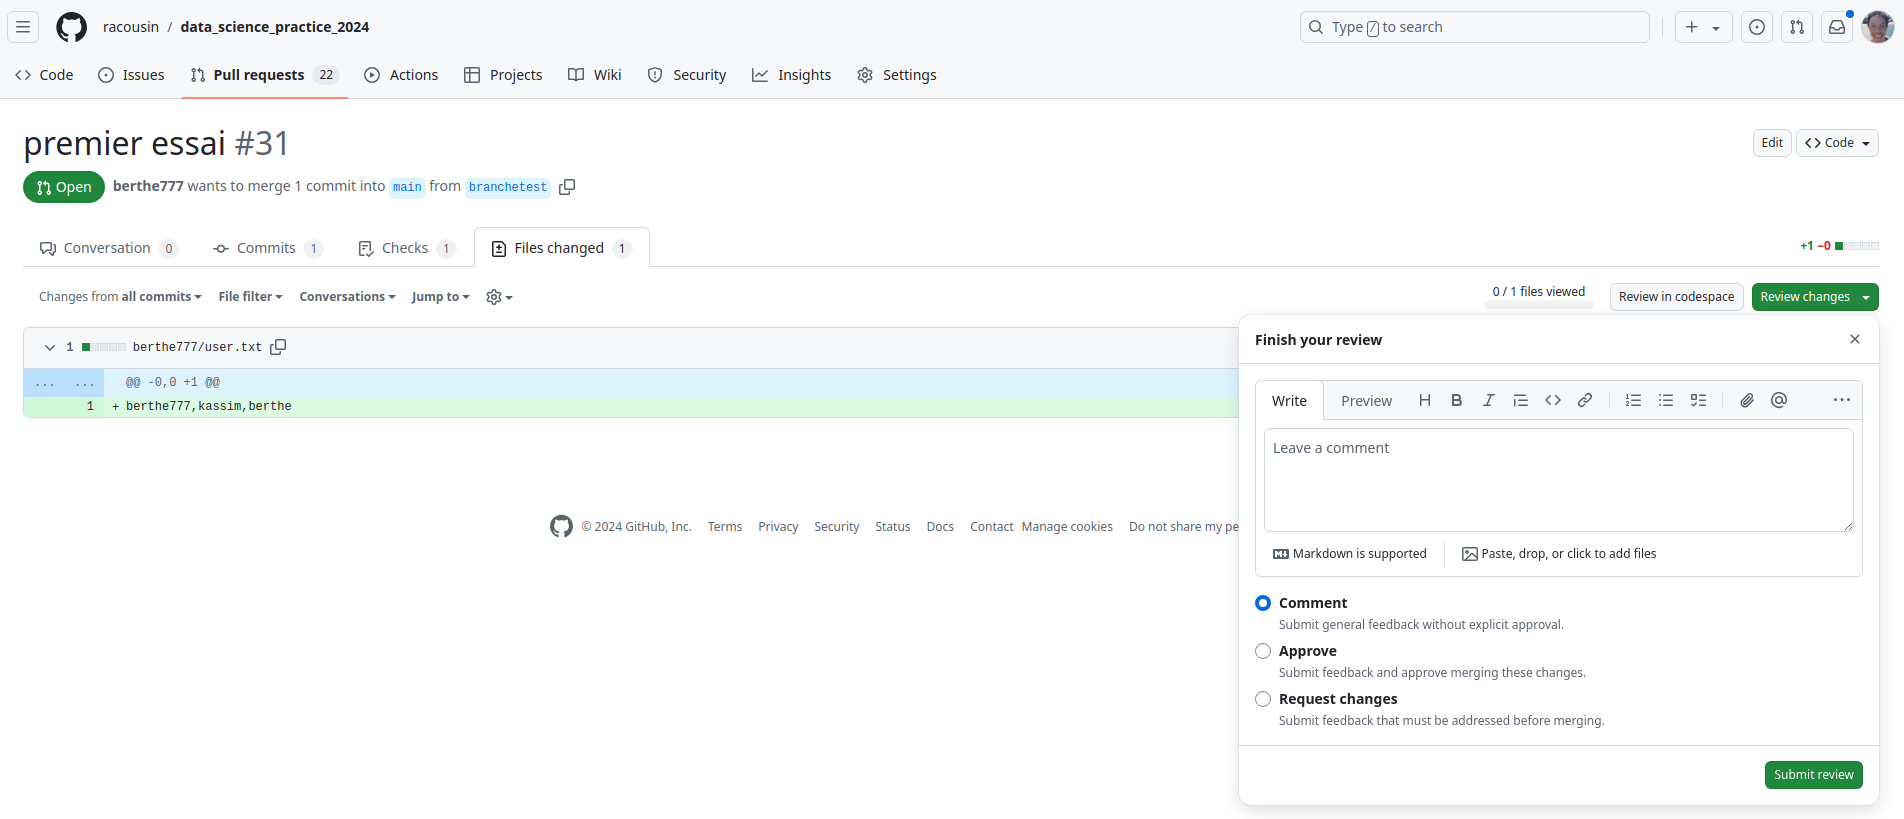 racousin / data_science_practice_2024
Type / to search
Code Issues Pull requests 22 Actions Projects Wiki Security Insights Settings
premier essai #31
Edit Code
Open berthe777 wants to merge 1 commit into main from branchetest
Conversation 0 Commits 1 Checks 1 Files changed 1
+1 −0
Changes from all commits File filter Conversations Jump to
0 / 1 files viewed Review in codespace Review changes
1 berthe777/user.txt
... ... @@ -0,0 +1 @@
1 + berthe777,kassim,berthe
© 2024 GitHub, Inc. Terms Privacy Security Status Docs Contact Manage cookies Do not share my pe
Finish your review
Write Preview
Leave a comment
Markdown is supported Paste, drop, or click to add files
Comment
Submit general feedback without explicit approval.
Approve
Submit feedback and approve merging these changes.
Request changes
Submit feedback that must be addressed before merging.
Submit review